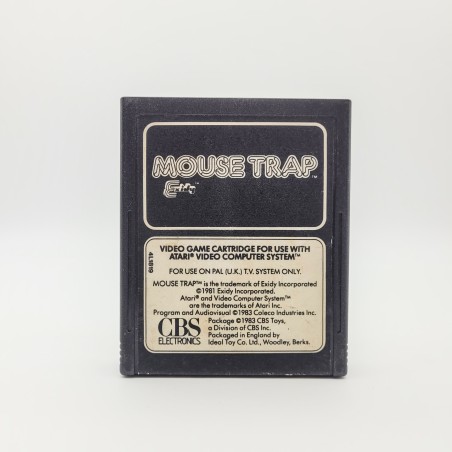 MOUSE TRAP™
Exidy™
VIDEO GAME CARTRIDGE FOR USE WITH
ATARI® VIDEO COMPUTER SYSTEM™
FOR USE ON PAL (U.K.) T.V. SYSTEM ONLY.
MOUSE TRAP™ is the trademark of Exidy Incorporated
©1981 Exidy Incorporated.
Atari® and Video Computer System™
are the trademarks of Atari Inc.
Program and Audiovisual ©1983 Coleco Industries Inc.
Package ©1983 CBS Toys,
a Division of CBS Inc.
Packaged in England by
Ideal Toy Co. Ltd., Woodley, Berks.
CBS
ELECTRONICS